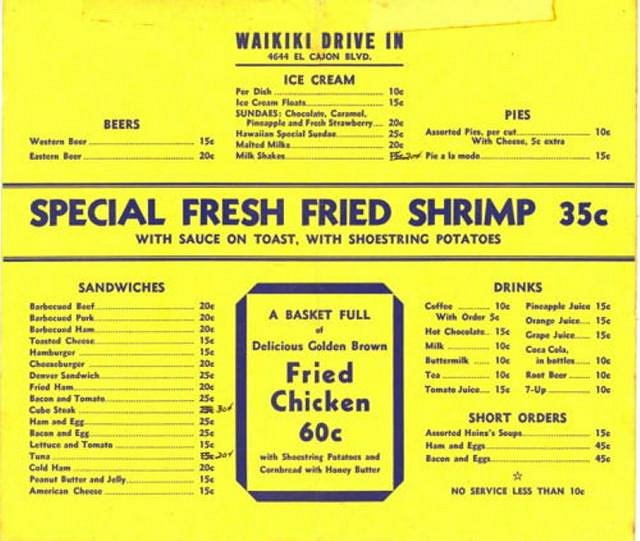 WAIKIKI DRIVE IN
4644 EL CAJON BLVD.
BEERS
Western Beer 15c
Eastern Beer 20c
ICE CREAM
Per Dish 10c
Ice Cream Floats 15c
SUNDAES: Chocolate, Caramel,
Pineapple and Fresh Strawberry 20c
Hawaiian Special Sundae 25c
Malted Milks 20c
Milk Shakes 15c 20¢
PIES
Assorted Pies, per cut 10c
With Cheese, 5c extra
Pie a la mode 15c
SPECIAL FRESH FRIED SHRIMP 35c
WITH SAUCE ON TOAST, WITH SHOESTRING POTATOES
SANDWICHES
Barbecued Beef 20c
Barbecued Pork 20c
Barbecued Ham 20c
Toasted Cheese 15c
Hamburger 15c
Cheeseburger 20c
Denver Sandwich 25c
Fried Ham 20c
Bacon and Tomato 25c
Cube Steak 25c 30¢
Ham and Egg 25c
Bacon and Egg 25c
Lettuce and Tomato 15c
Tuna 15c 20¢
Cold Ham 20c
Peanut Butter and Jelly 15c
American Cheese 15c
A BASKET FULL
of
Delicious Golden Brown
Fried
Chicken
60c
with Shoestring Potatoes and
Cornbread with Honey Butter
DRINKS
Coffee 10c
With Order 5c
Hot Chocolate 15c
Milk 10c
Buttermilk 10c
Tea 10c
Tomato Juice 15c
Pineapple Juice 15c
Orange Juice 15c
Grape Juice 15c
Coca Cola,
in bottles 10c
Root Beer 10c
7-Up 10c
SHORT ORDERS
Assorted Heinz's Soups 15c
Ham and Eggs 45c
Bacon and Eggs 45c
NO SERVICE LESS THAN 10c